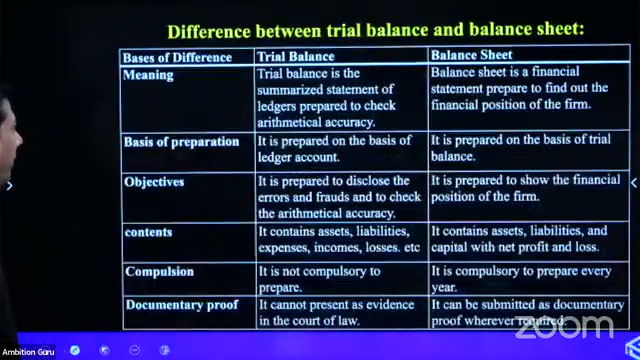 Difference between trial balance and balance sheet:
Bases of Difference Trial Balance Balance Sheet
Meaning
Trial balance is the
summarized statement of
ledgers prepared to check
arithmetical accuracy.
Balance sheet is a financial
statement prepare to find out the
financial position of the firm.
Basis of preparation
It is prepared on the basis of
ledger account.
It is prepared on the basis of trial
balance.
Objectives
It is prepared to disclose the
errors and frauds and to check
the arithmetical accuracy.
It is prepared to show the financial
position of the firm.
contents
It contains assets, liabilities,
expenses, incomes, losses. etc
It contains assets, liabilities, and
capital with net profit and loss.
Compulsion
It is not compulsory to
prepare.
It is compulsory to prepare every
year.
Documentary proof
It cannot present as evidence
in the court of law.
It can be submitted as documentary
proof wherever required.
zoom
Ambition Guru